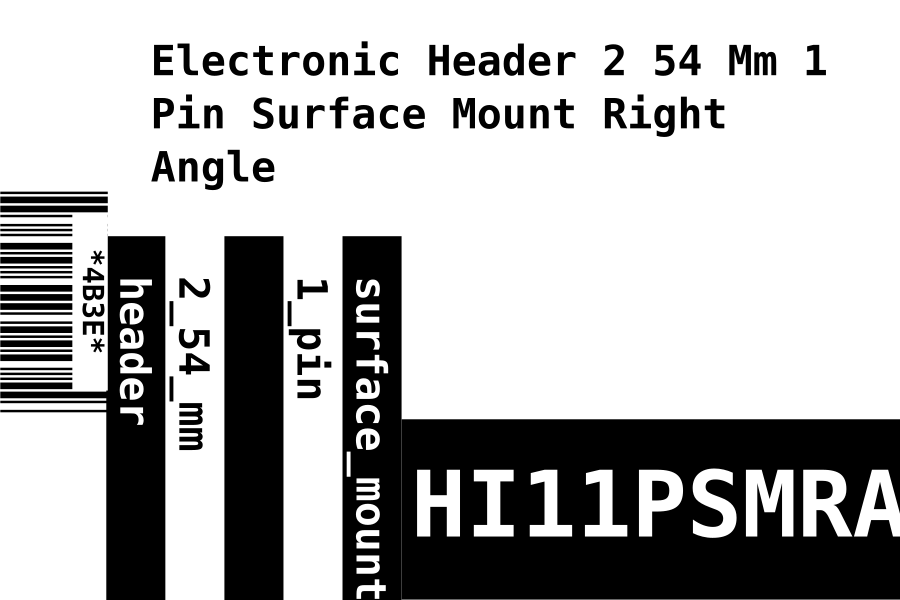 Electronic Header 2 54 Mm 1
Pin Surface Mount Right
Angle
*4B3E*
header
2_54_mm
1_pin
surface_mount
HI11PSMRA